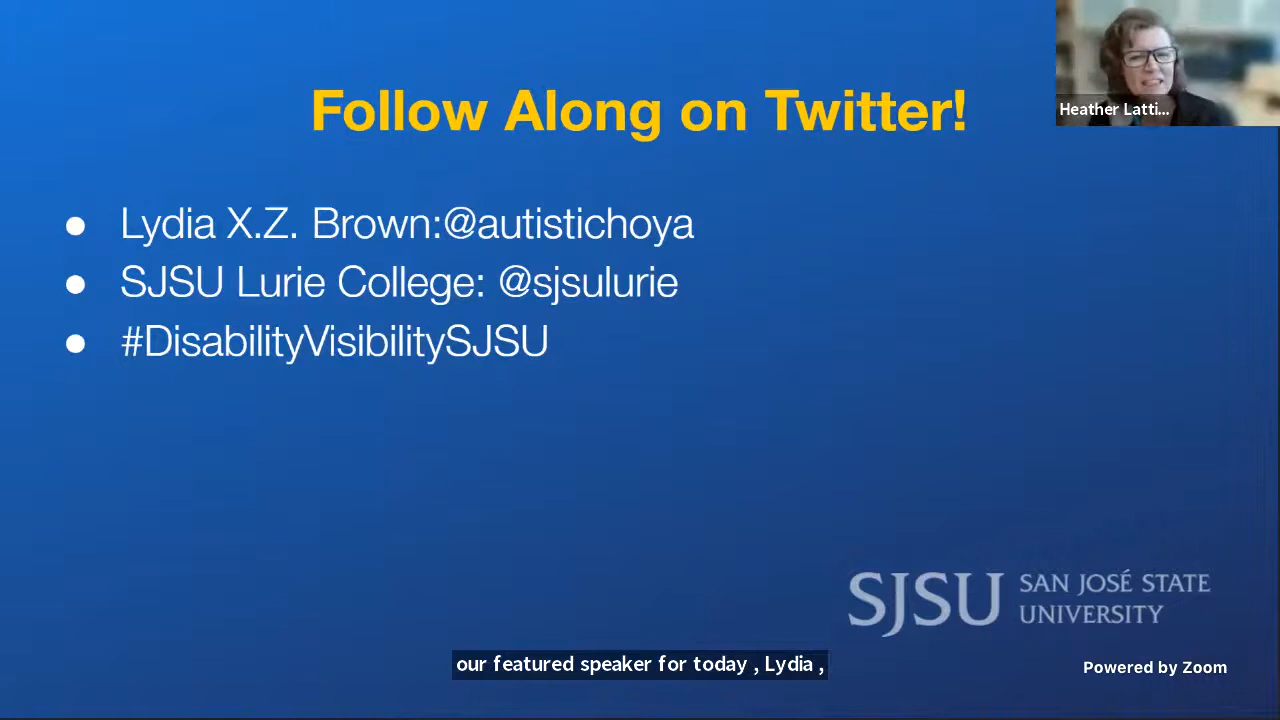 Follow Along on Twitter!
Heather Latti...
● Lydia X.Z. Brown:@autistichoya
● SJSU Lurie College: @sjsulurie
● #DisabilityVisibilitySJSU
SJSU SAN JOSÉ STATE
UNIVERSITY
our featured speaker for today , Lydia ,
Powered by Zoom